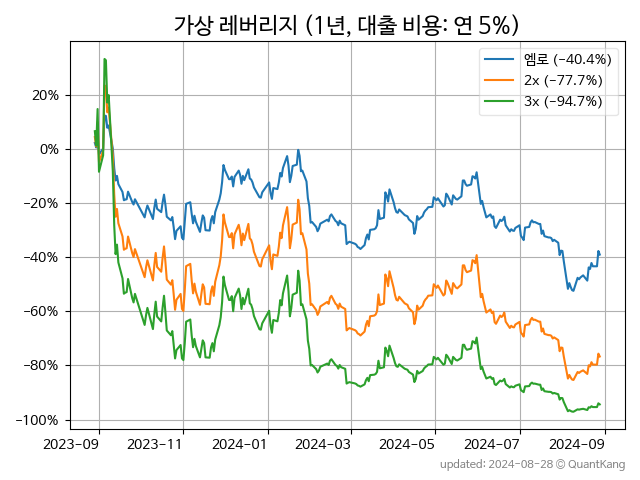 가상 레버리지 (1년, 대출 비용: 연 5%)
엠로 (-40.4%)
2x (-77.7%)
3x (-94.7%)
20%
0%
-20%
-40%
-60%
-80%
-100%
2023-09 2023-11 2024-01 2024-03 2024-05 2024-07 2024-09
updated: 2024-08-28 © QuantKang